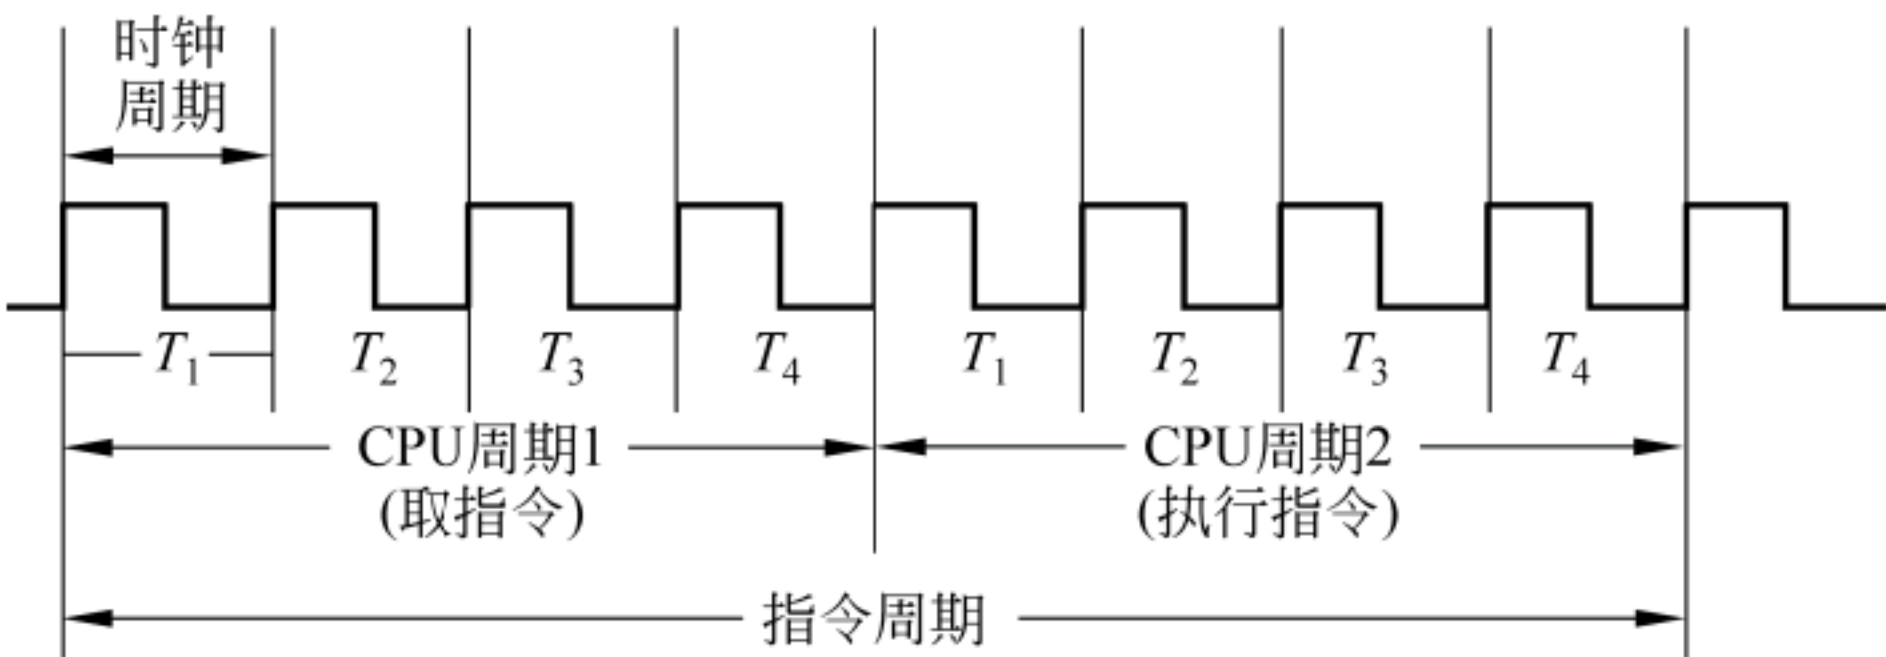 时钟
周期
T₁ T₂ T₃ T₄ T₁ T₂ T₃ T₄
CPU周期1 CPU周期2
(取指令) (执行指令)
指令周期